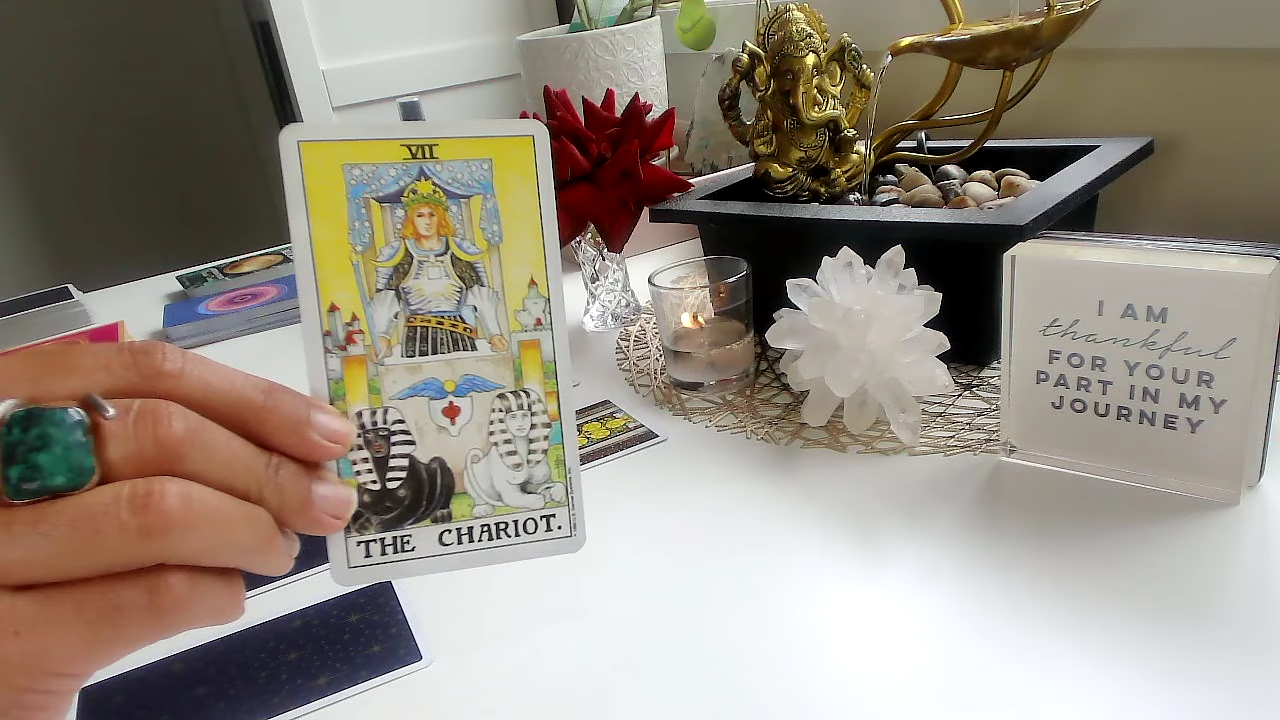 VII
THE CHARIOT.
I AM
thankful
FOR YOUR
PART IN MY
JOURNEY